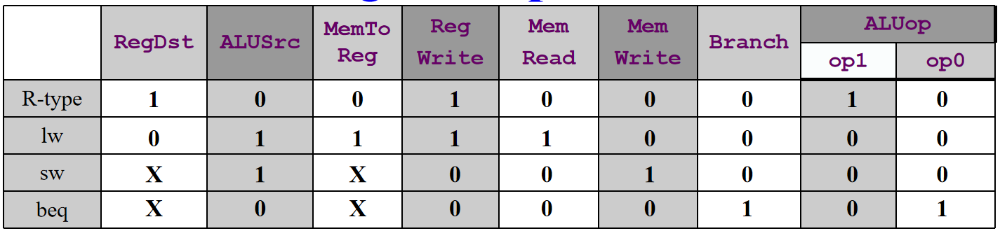 RegDst ALUSrc MemTo Reg Reg Write Mem Read Mem Write Branch ALUop
op1 op0
R-type 1 0 0 1 0 0 0 1 0
lw 0 1 1 1 1 0 0 0 0
sw X 1 X 0 0 1 0 0 0
beq X 0 X 0 0 0 1 0 1